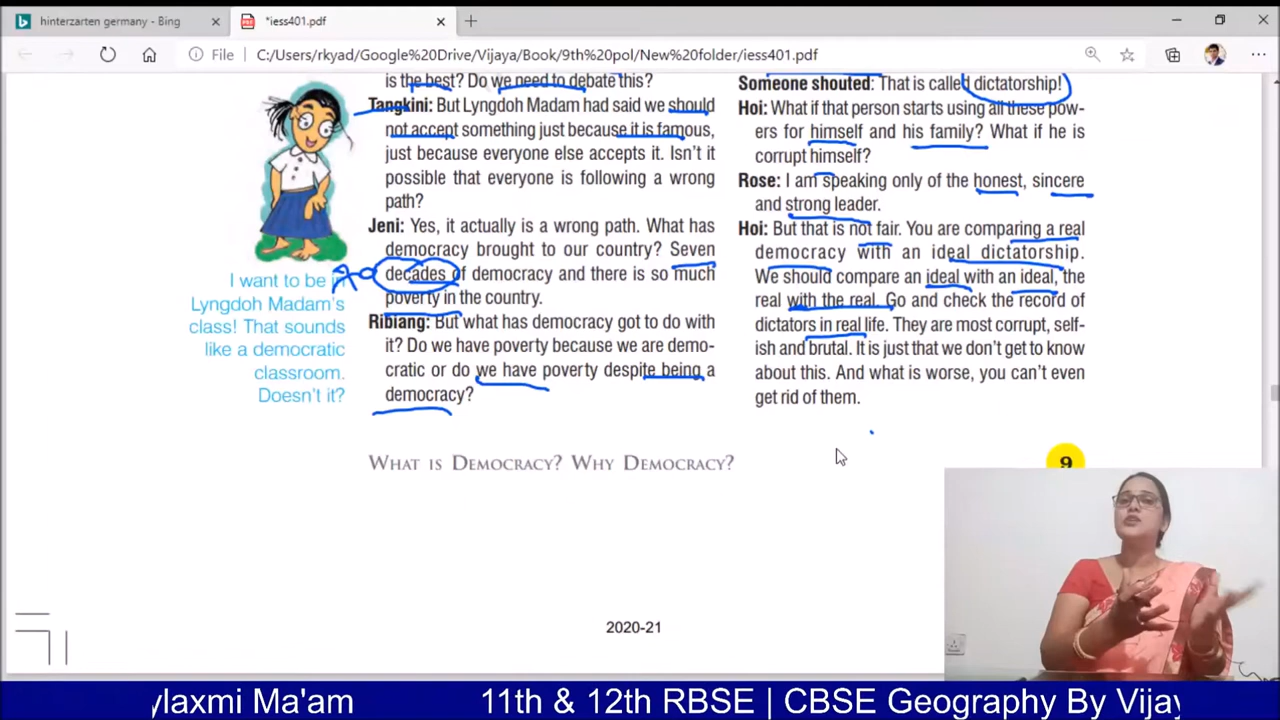 hinterzarten germany - Bing
*iess401.pdf
File
C:/Users/rkyad/Google%20Drive/Vijaya/Book/9th%20pol/New%20folder/iess401.pdf
is the best? Do we need to debate this?
Tangkini: But Lyngdoh Madam had said we should
not accept something just because it is famous,
just because everyone else accepts it. Isn't it
possible that everyone is following a wrong
path?
Jeni: Yes, it actually is a wrong path. What has
democracy brought to our country? Seven
decades of democracy and there is so much
poverty in the country.
Ribiang: But what has democracy got to do with
it? Do we have poverty because we are demo-
cratic or do we have poverty despite being a
democracy?
I want to be in
Lyngdoh Madam's
class! That sounds
like a democratic
classroom.
Doesn't it?
Someone shouted: That is called dictatorship!
Hoi: What if that person starts using all these pow-
ers for himself and his family? What if he is
corrupt himself?
Rose: I am speaking only of the honest, sincere
and strong leader.
Hoi: But that is not fair. You are comparing a real
democracy with an ideal dictatorship.
We should compare an ideal with an ideal, the
real with the real. Go and check the record of
dictators in real life. They are most corrupt, self-
ish and brutal. It is just that we don't get to know
about this. And what is worse, you can't even
get rid of them.
WHAT IS DEMOCRACY? WHY DEMOCRACY?
9
2020-21
ylaxmi Ma'am 11th & 12th RBSE | CBSE Geography By Vijay